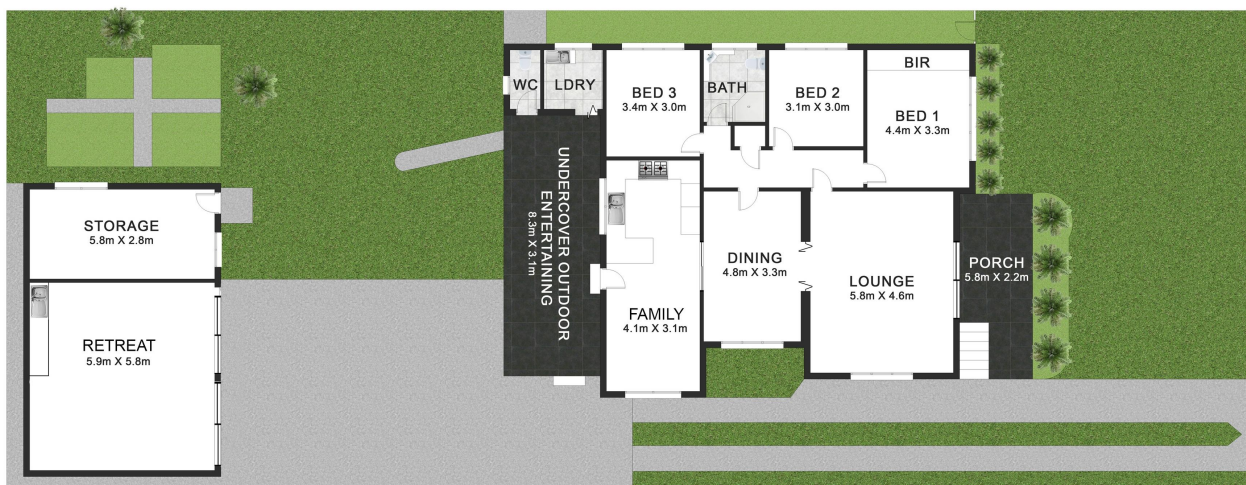 WC
LDRY
BED 3
3.4m X 3.0m
BATH
BED 2
3.1m X 3.0m
BIR
BED 1
4.4m X 3.3m
UNDERCOVER OUTDOOR
ENTERTAINING
8.3m X 3.1m
STORAGE
5.8m X 2.8m
DINING
4.8m X 3.3m
LOUNGE
5.8m X 4.6m
PORCH
5.8m X 2.2m
FAMILY
4.1m X 3.1m
RETREAT
5.9m X 5.8m